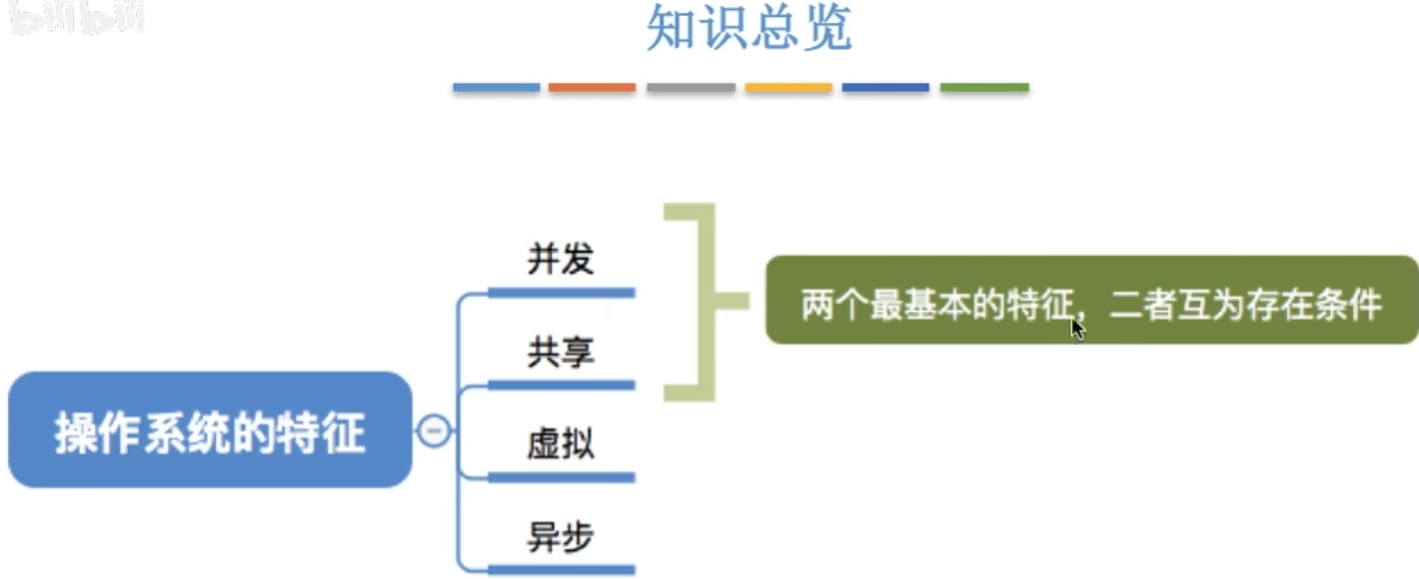 bilibili
知识总览
并发
共享
虚拟
异步
两个最基本的特征，二者互为存在条件
操作系统的特征